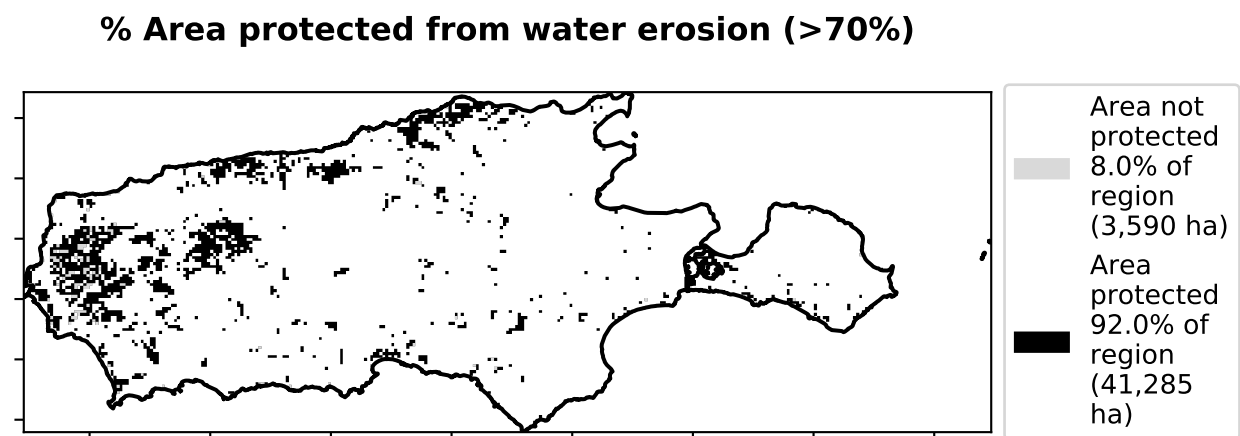 % Area protected from water erosion (>70%)
Area not
protected
8.0% of
region
(3,590 ha)
Area
protected
92.0% of
region
(41,285
ha)